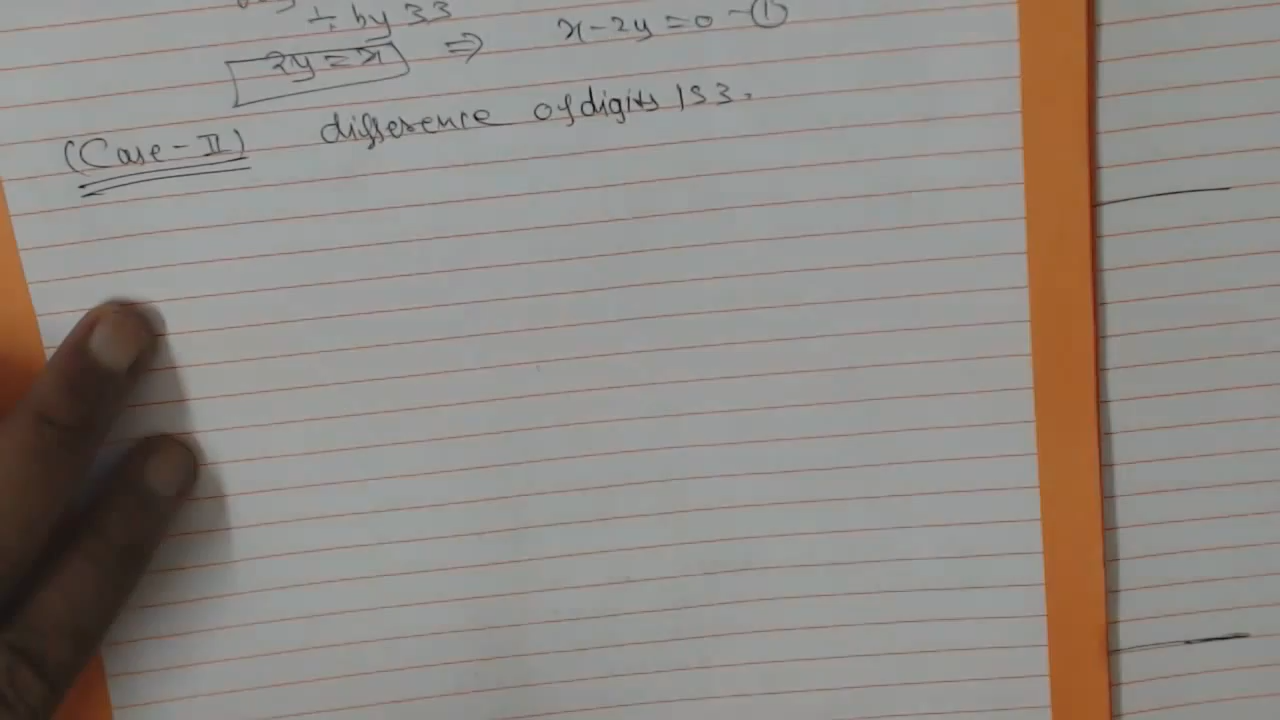 ÷ by 33
2y = x ⇒ x - 2y = 0 - ①
(Case - II) difference of digits is 3.